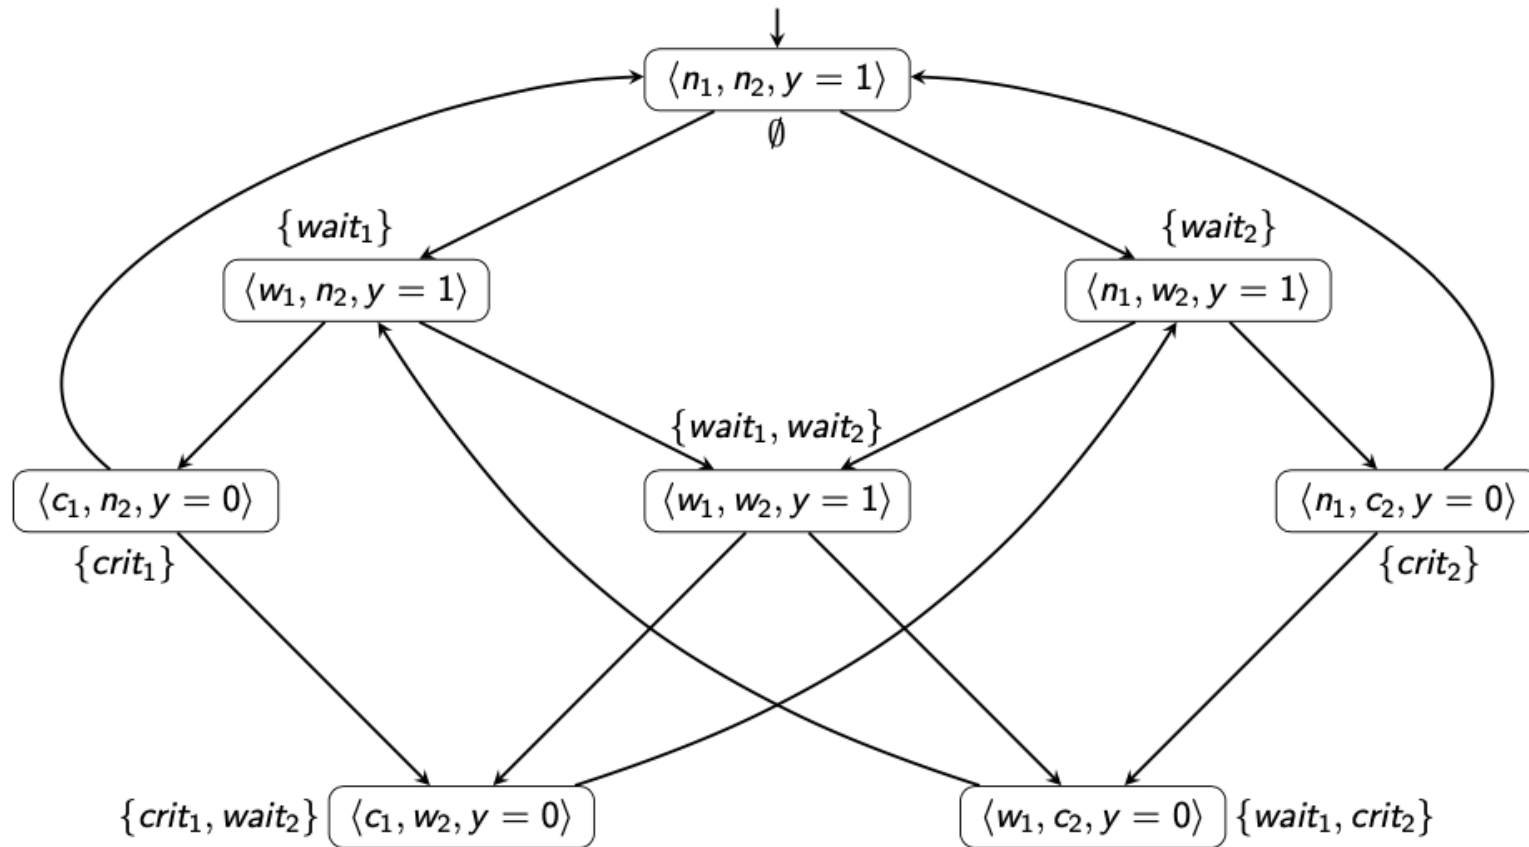 ⟨n₁, n₂, y = 1⟩
∅
{wait₁}
{wait₂}
⟨w₁, n₂, y = 1⟩
⟨n₁, w₂, y = 1⟩
{wait₁, wait₂}
⟨c₁, n₂, y = 0⟩
⟨w₁, w₂, y = 1⟩
⟨n₁, c₂, y = 0⟩
{crit₁}
{crit₂}
{crit₁, wait₂}
⟨c₁, w₂, y = 0⟩
⟨w₁, c₂, y = 0⟩
{wait₁, crit₂}